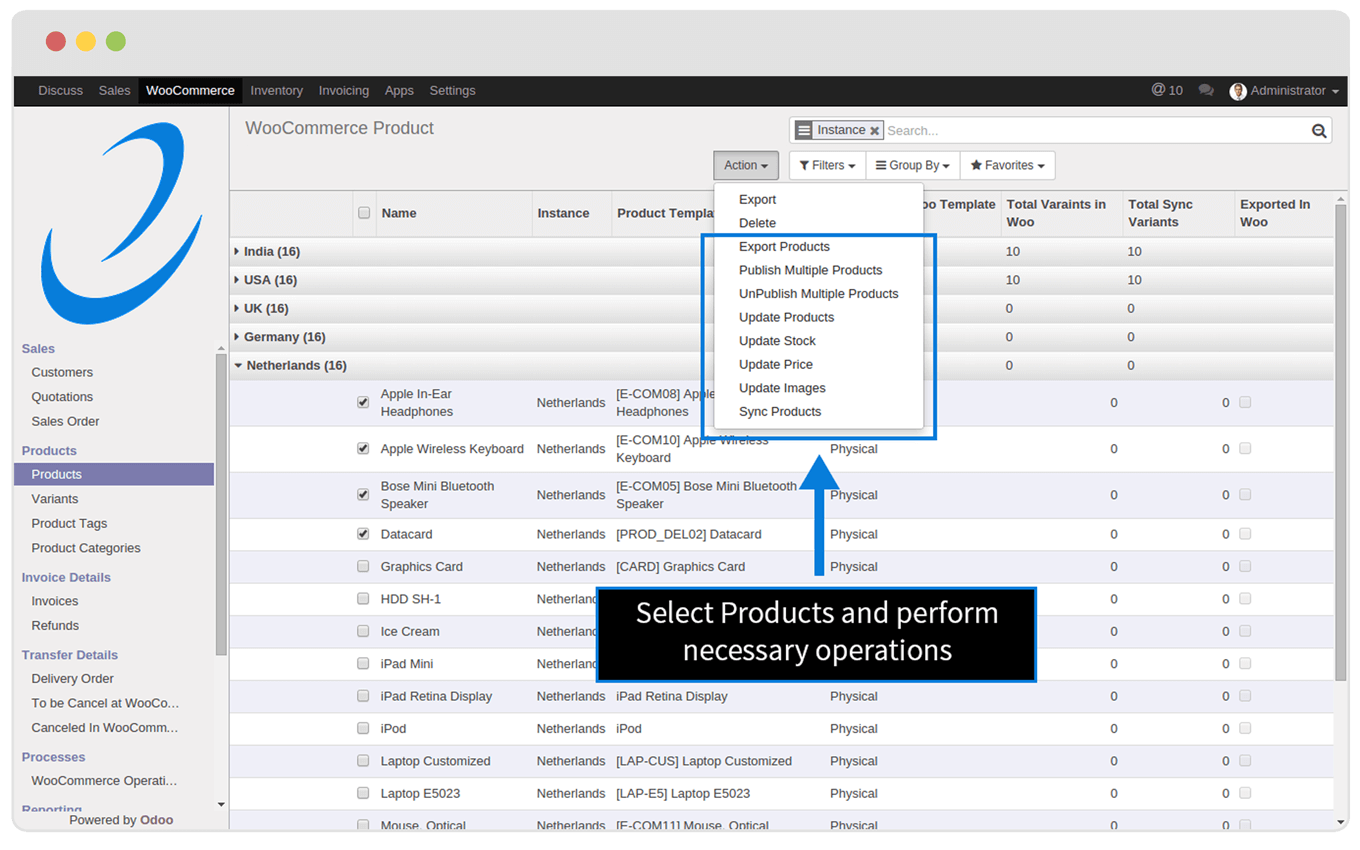 Discuss Sales WooCommerce Inventory Invoicing Apps Settings @ 10 Administrator
WooCommerce Product
Instance Search...
Action Filters Group By Favorites
Export
Delete
Export Products
Publish Multiple Products
UnPublish Multiple Products
Update Products
Update Stock
Update Price
Update Images
Sync Products
Sales
Customers
Quotations
Sales Order
Products
Products
Variants
Product Tags
Product Categories
Invoice Details
Invoices
Refunds
Transfer Details
Delivery Order
To be Cancel at WooCo...
Canceled In WooComm...
Processes
WooCommerce Operati...
Reporting
Powered by Odoo
Name Instance Product Templa oo Template Total Varaints in Woo Total Sync Variants Exported In Woo
India (16) 10 10
USA (16) 10 10
UK (16) 0 0
Germany (16) 0 0
Netherlands (16) 0 0
Apple In-Ear Headphones Netherlands [E-COM08] Apple Headphones 0 0
Apple Wireless Keyboard Netherlands [E-COM10] Apple Wireless Keyboard Physical 0 0
Bose Mini Bluetooth Speaker Netherlands [E-COM05] Bose Mini Bluetooth Speaker Physical 0 0
Datacard Netherlands [PROD_DEL02] Datacard Physical 0 0
Graphics Card Netherlands [CARD] Graphics Card Physical 0 0
HDD SH-1 Netherland 0 0
Ice Cream Netherland 0 0
iPad Mini Netherland 0 0
iPad Retina Display Netherlands iPad Retina Display Physical 0 0
iPod Netherlands iPod Physical 0 0
Laptop Customized Netherlands [LAP-CUS] Laptop Customized Physical 0 0
Laptop E5023 Netherlands [LAP-E5] Laptop E5023 Physical 0 0
Mouse, Optical Netherlands [E-COM11] Mouse, Optical Physical 0 0
Select Products and perform
necessary operations